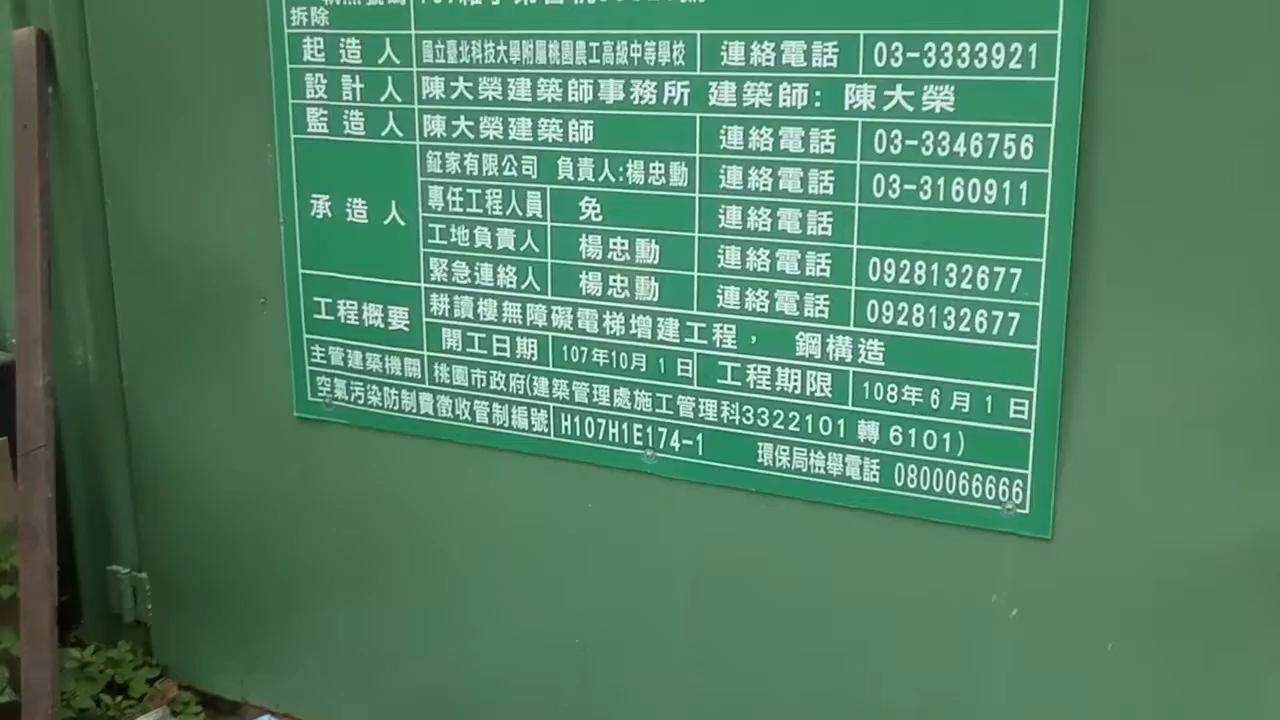 拆除
起造人 國立臺北科技大學附屬桃園農工高級中等學校 連絡電話 03-3333921
設計人 陳大榮建築師事務所 建築師: 陳大榮
監造人 陳大榮建築師 連絡電話 03-3346756
承造人 鉦家有限公司 負責人:楊忠勳 連絡電話 03-3160911
專任工程人員 免 連絡電話
工地負責人 楊忠勳 連絡電話 0928132677
緊急連絡人 楊忠勳 連絡電話 0928132677
工程概要 耕讀樓無障礙電梯增建工程， 鋼構造
開工日期 107年10月1日 工程期限 108年6月1日
主管建築機關 桃園市政府(建築管理處施工管理科3322101 轉 6101)
空氣污染防制費徵收管制編號 H107H1E174-1 環保局檢舉電話 0800066666